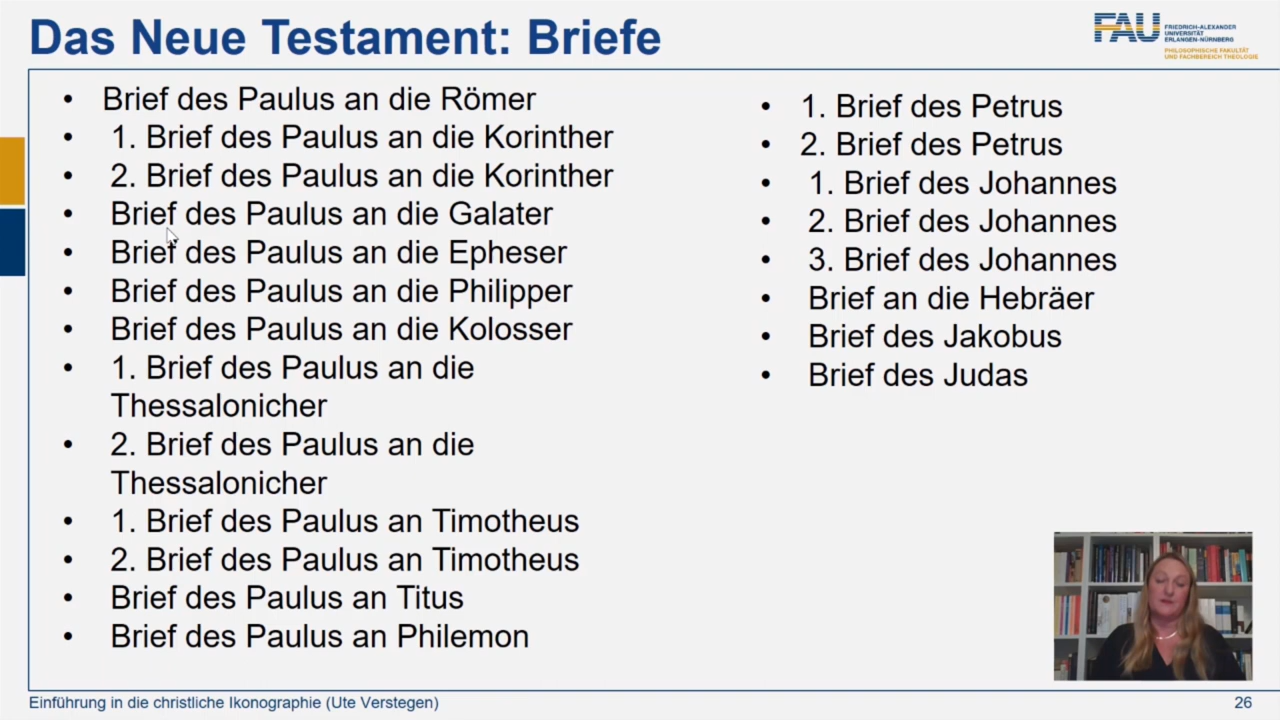 Das Neue Testament: Briefe
FAU
FRIEDRICH-ALEXANDER
UNIVERSITÄT
ERLANGEN-NÜRNBERG
PHILOSOPHISCHE FAKULTÄT
UND FACHBEREICH THEOLOGIE
• Brief des Paulus an die Römer
• 1. Brief des Paulus an die Korinther
• 2. Brief des Paulus an die Korinther
• Brief des Paulus an die Galater
• Brief des Paulus an die Epheser
• Brief des Paulus an die Philipper
• Brief des Paulus an die Kolosser
• 1. Brief des Paulus an die
Thessalonicher
• 2. Brief des Paulus an die
Thessalonicher
• 1. Brief des Paulus an Timotheus
• 2. Brief des Paulus an Timotheus
• Brief des Paulus an Titus
• Brief des Paulus an Philemon
• 1. Brief des Petrus
• 2. Brief des Petrus
• 1. Brief des Johannes
• 2. Brief des Johannes
• 3. Brief des Johannes
• Brief an die Hebräer
• Brief des Jakobus
• Brief des Judas
Einführung in die christliche Ikonographie (Ute Verstegen)
26